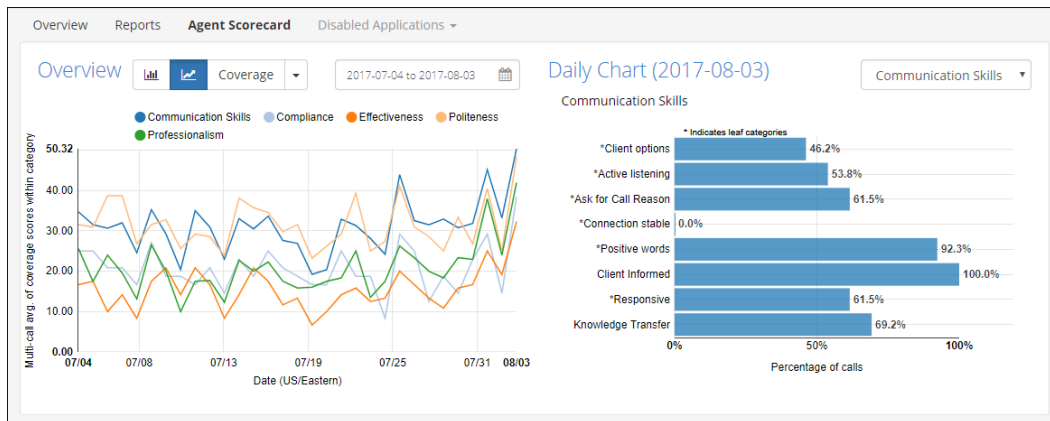 Overview Reports Agent Scorecard Disabled Applications
Overview Coverage 2017-07-04 to 2017-08-03
Communication Skills Compliance Effectiveness Politeness
Professionalism
Multi-call avg. of coverage scores within category
50.32
40.00
30.00
20.00
10.00
0.00
07/04 07/08 07/13 07/19 07/25 07/31 08/03
Date (US/Eastern)
Daily Chart (2017-08-03) Communication Skills
Communication Skills
* Indicates leaf categories
*Client options 46.2%
*Active listening 53.8%
*Ask for Call Reason 61.5%
*Connection stable 0.0%
*Positive words 92.3%
Client Informed 100.0%
*Responsive 61.5%
Knowledge Transfer 69.2%
0% 50% 100%
Percentage of calls